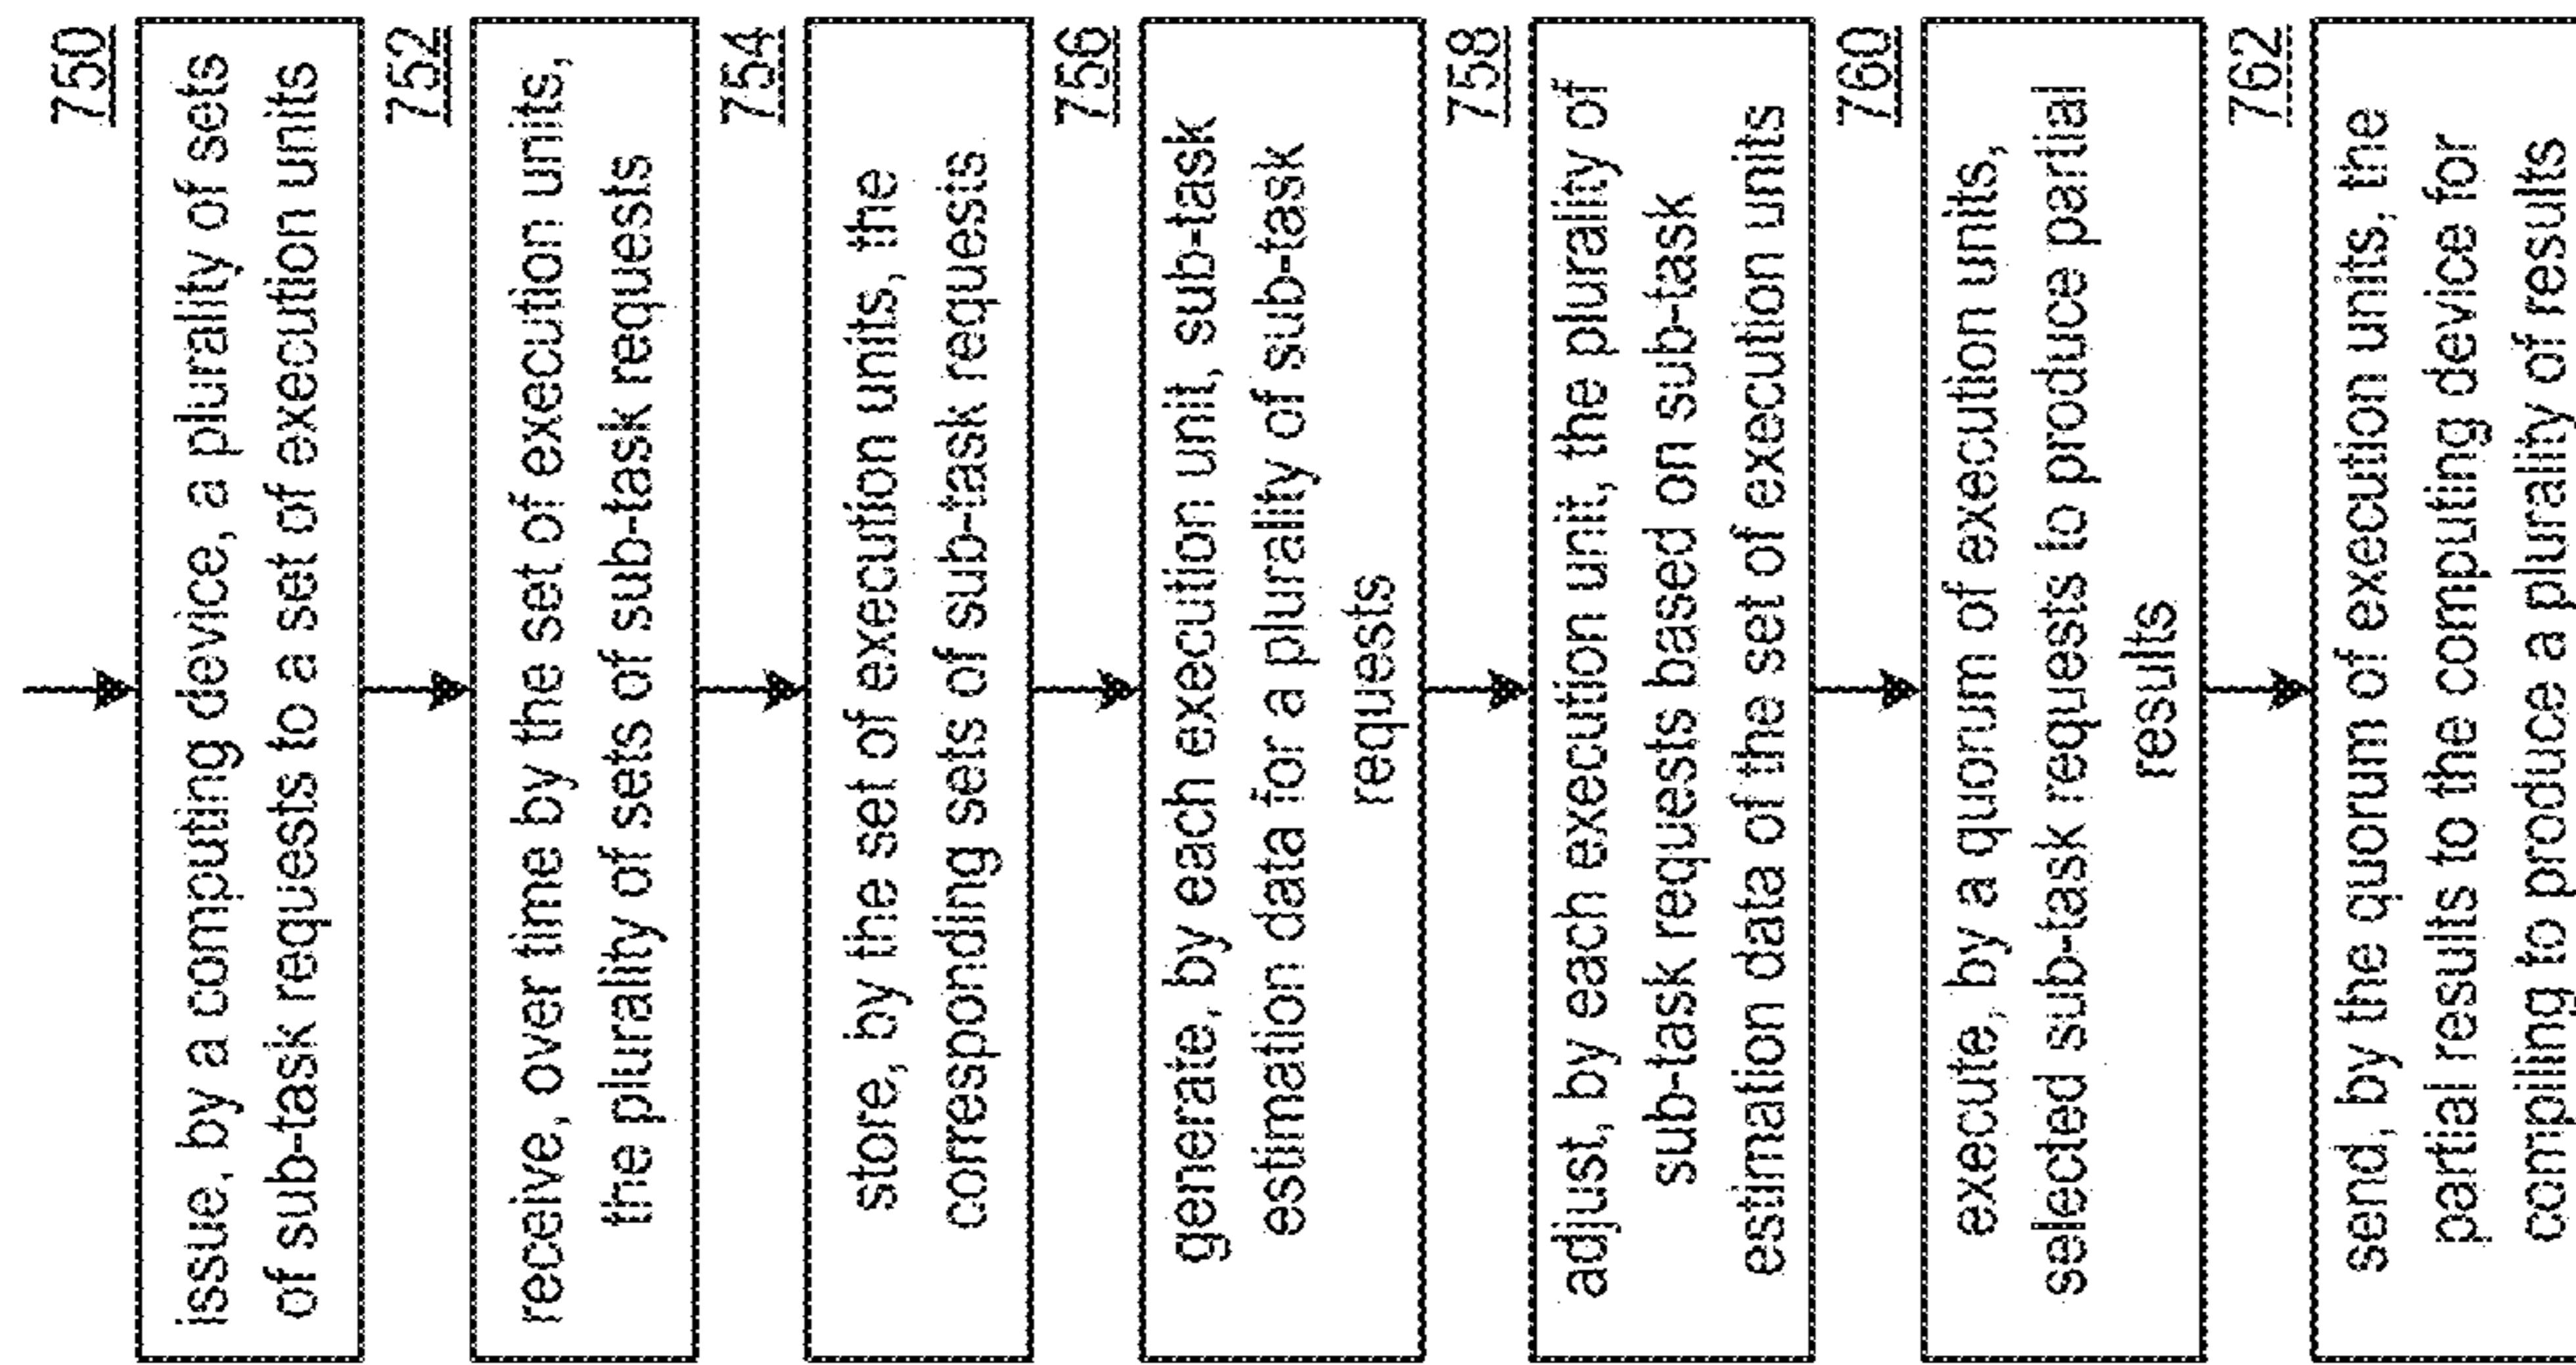 750
issue, by a computing device, a plurality of sets
of sub-task requests to a set of execution units
752
receive, over time by the set of execution units,
the plurality of sets of sub-task requests
754
store, by the set of execution units, the
corresponding sets of sub-task requests
756
generate, by each execution unit, sub-task
estimation data for a plurality of sub-task
requests
758
adjust, by each execution unit, the plurality of
sub-task requests based on sub-task
estimation data of the set of execution units
760
execute, by a quorum of execution units,
selected sub-task requests to produce partial
results
762
send, by the quorum of execution units, the
partial results to the computing device for
compiling to produce a plurality of results